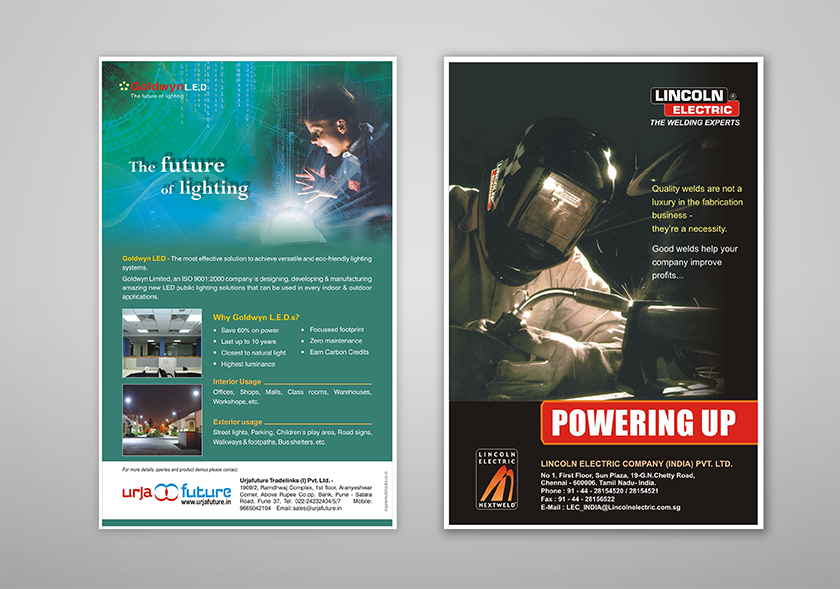 Goldwyn L.E.D
The future of lighting
The future
of lighting
Goldwyn LED - The most effective solution to achieve versatile and eco-friendly lighting
systems.
Goldwyn Limited, an ISO 9001:2000 company is designing, developing & manufacturing
amazing new LED public lighting solutions that can be used in every indoor & outdoor
applications.
Why Goldwyn L.E.D.s?
• Save 60% on power
• Last up to 10 years
• Closest to natural light
• Highest luminance
• Focussed footprint
• Zero maintenance
• Earn Carbon Credits
Interior Usage
Offices, Shops, Malls, Class rooms, Warehouses,
Workshops, etc.
Exterior usage
Street lights, Parking, Children's play area, Road signs,
Walkways & footpaths, Bus shelters, etc.
For more details, queries and product demos please contact:
urja future
www.urjafuture.in
Urjafuture Tradelinks (I) Pvt. Ltd. -
1909/2, Ramdhwaj Complex, 1st floor, Aranyeshwar
Corner, Above Rupee Co.op. Bank, Pune - Satara
Road, Pune 37, Tel: 022-24232404/5/7 Mobile:
9665042104 Email: sales@urjafuture.in
LINCOLN ®
ELECTRIC
THE WELDING EXPERTS
LINCOLN
ELECTRIC
Quality welds are not a
luxury in the fabrication
business -
they're a necessity.
Good welds help your
company improve
profits...
POWERING UP
LINCOLN
ELECTRIC
NEXTWELD
LINCOLN ELECTRIC COMPANY (INDIA) PVT. LTD.
No 1, First Floor, Sun Plaza, 19-G.N.Chetty Road,
Chennai - 600006. Tamil Nadu- India.
Phone : 91 - 44 - 28154520 / 28154521
Fax : 91 - 44 - 28156522
E-Mail : LEC_INDIA@Lincolnelectric.com.sg